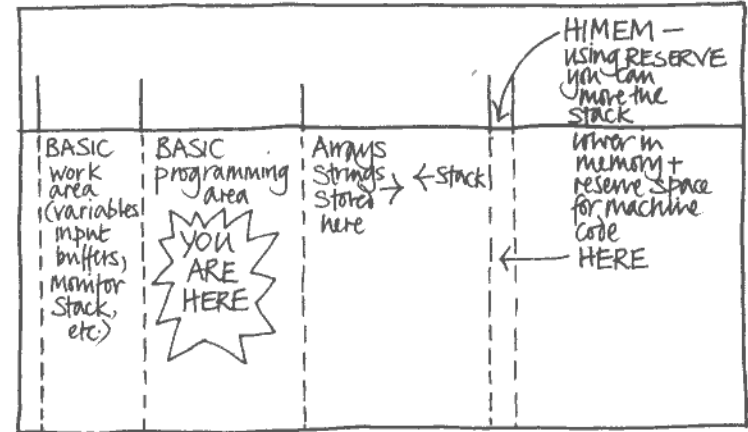 HIMEM —
using RESERVE
you can
move the
stack
lower in
memory +
reserve space
for machine
code
HERE
BASIC
work
area
(variables
input
buffers,
monitor
stack,
etc.)
BASIC
programming
area
YOU
ARE
HERE
Arrays
Strings
Stored
here
Stack